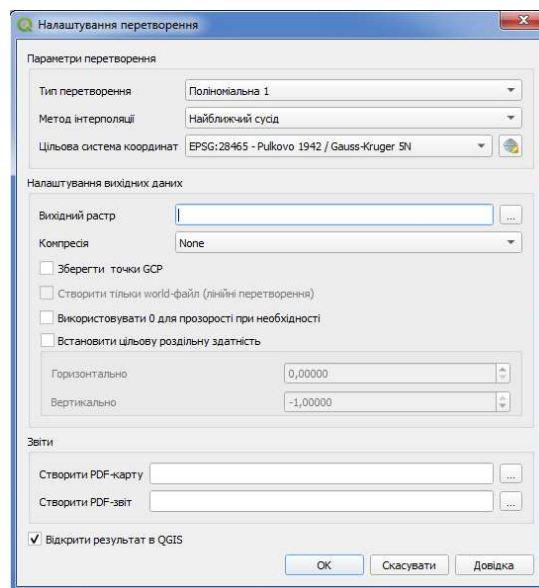 Налаштування перетворення
Параметри перетворення
Тип перетворення Поліноміальна 1
Метод інтерполяції Найближчий сусід
Цільова система координат EPSG:28465 - Pulkovo 1942 / Gauss-Kruger 5N
Налаштування вихідних даних
Вихідний растр ...
Компресія None
Зберегти точки GCP
Створити тільки world-файл (лінійні перетворення)
Використовувати 0 для прозорості при необхідності
Встановити цільову роздільну здатність
Горизонтально 0,00000
Вертикально -1,00000
Звіти
Створити PDF-карту ...
Створити PDF-звіт ...
Відкрити результат в QGIS
OK Скасувати Довідка